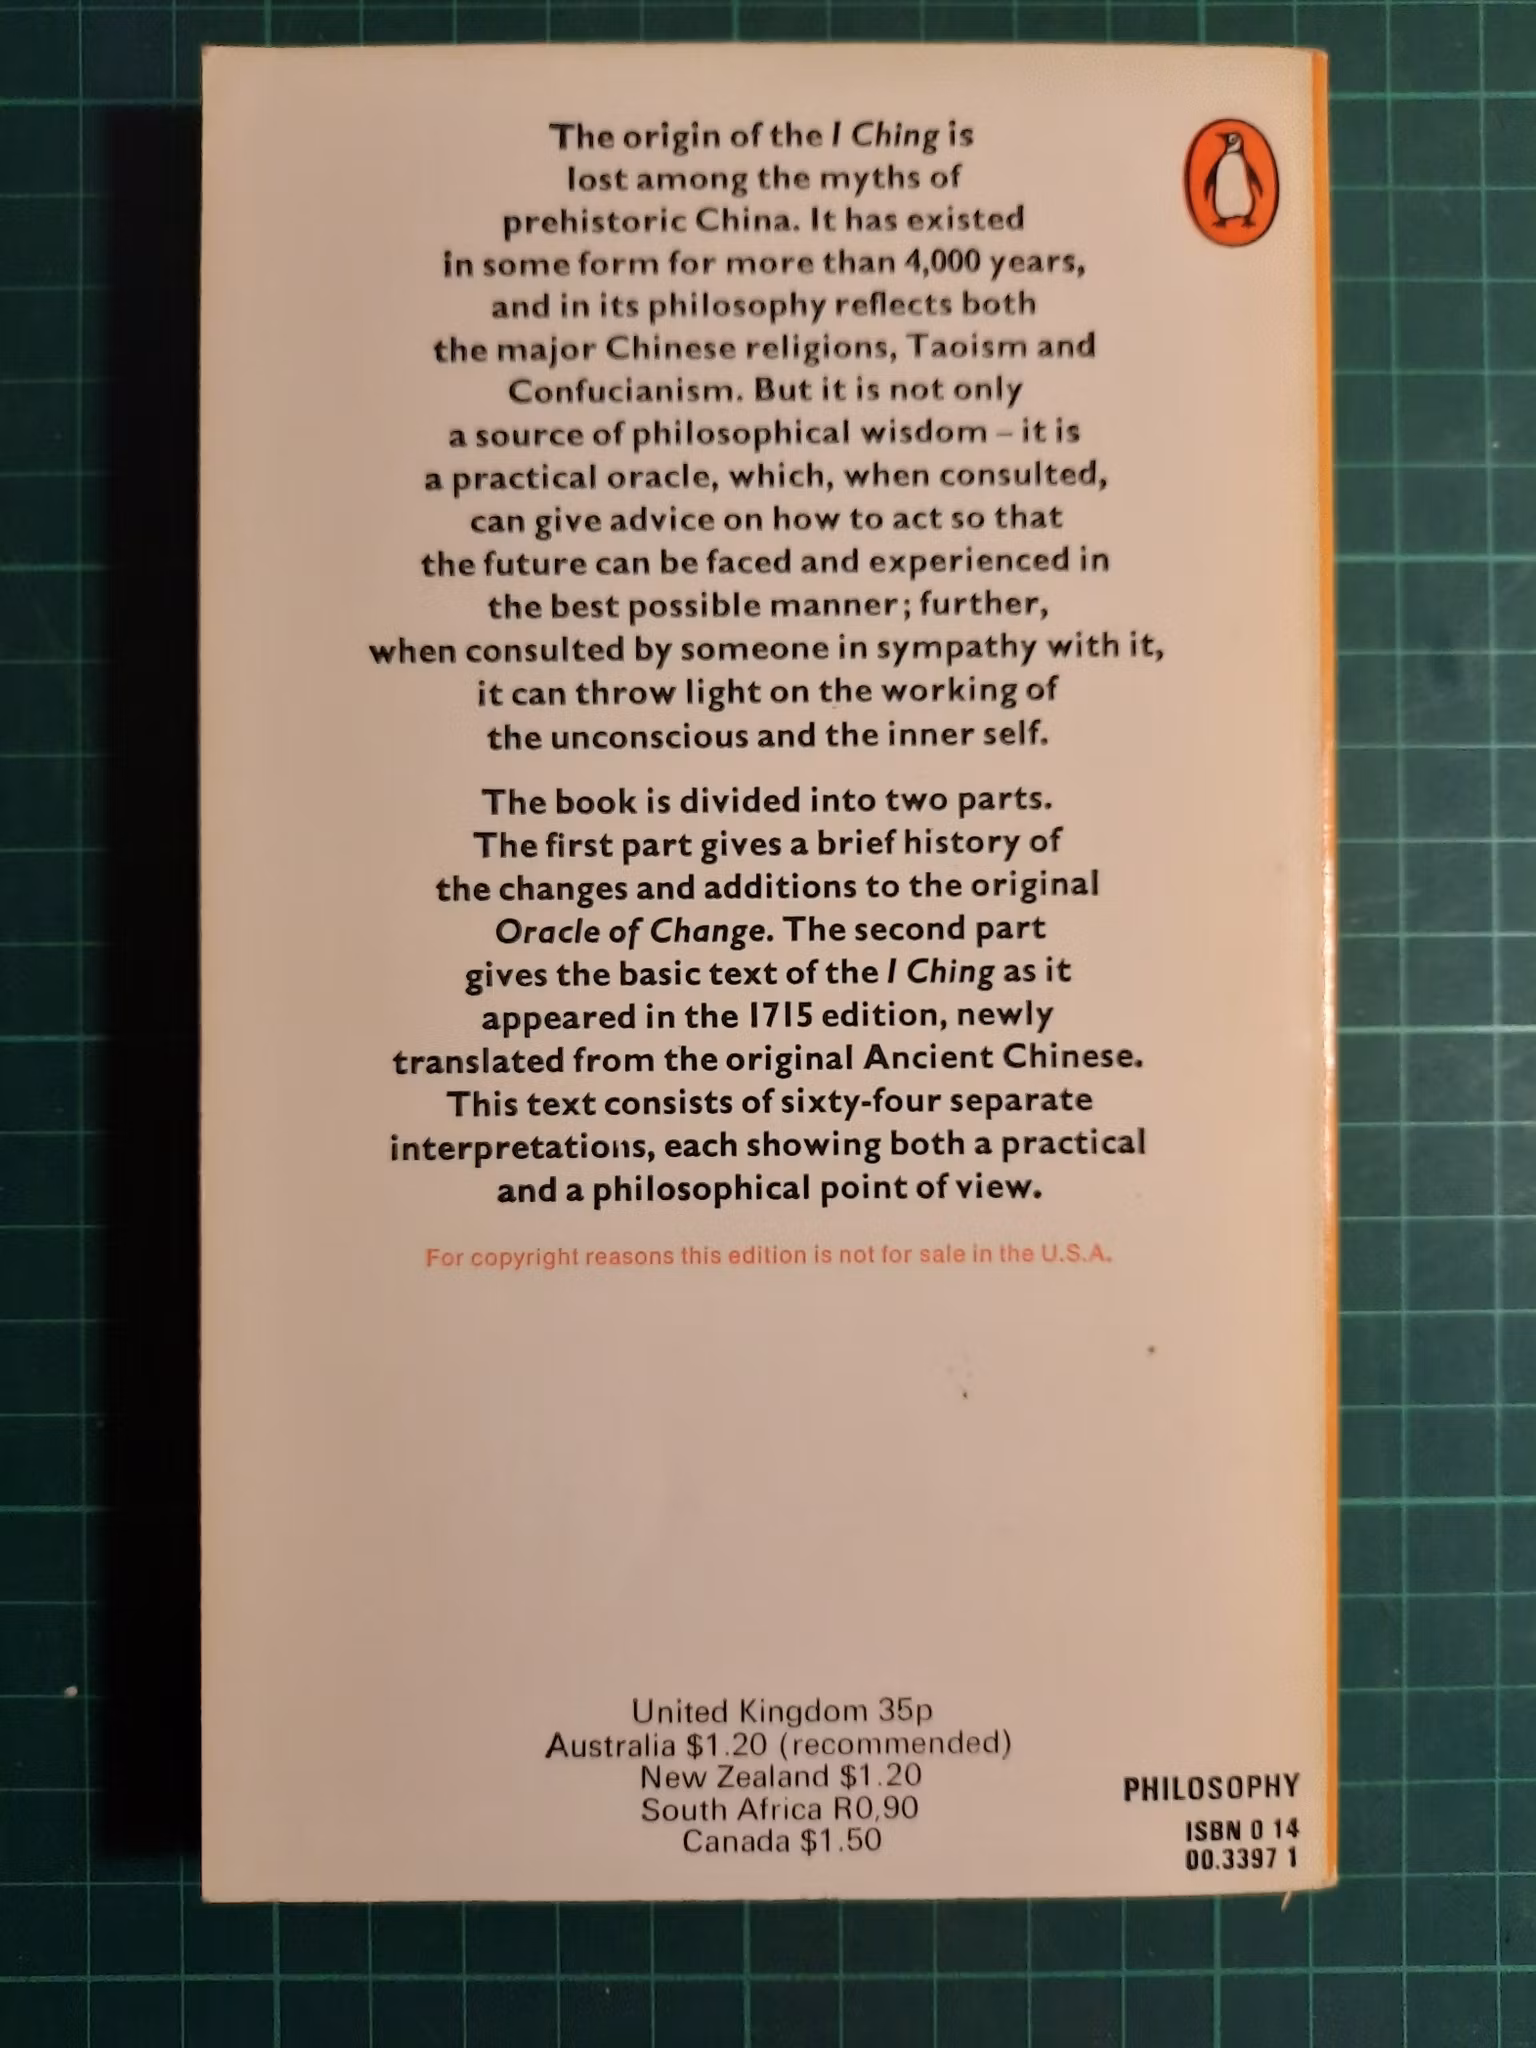 The origin of the I Ching is
lost among the myths of
prehistoric China. It has existed
in some form for more than 4,000 years,
and in its philosophy reflects both
the major Chinese religions, Taoism and
Confucianism. But it is not only
a source of philosophical wisdom – it is
a practical oracle, which, when consulted,
can give advice on how to act so that
the future can be faced and experienced in
the best possible manner; further,
when consulted by someone in sympathy with it,
it can throw light on the working of
the unconscious and the inner self.
The book is divided into two parts.
The first part gives a brief history of
the changes and additions to the original
Oracle of Change. The second part
gives the basic text of the I Ching as it
appeared in the 1715 edition, newly
translated from the original Ancient Chinese.
This text consists of sixty-four separate
interpretations, each showing both a practical
and a philosophical point of view.
For copyright reasons this edition is not for sale in the U.S.A.
United Kingdom 35p
Australia $1.20 (recommended)
New Zealand $1.20
South Africa R0,90
Canada $1.50
PHILOSOPHY
ISBN 0 14
00.3397 1